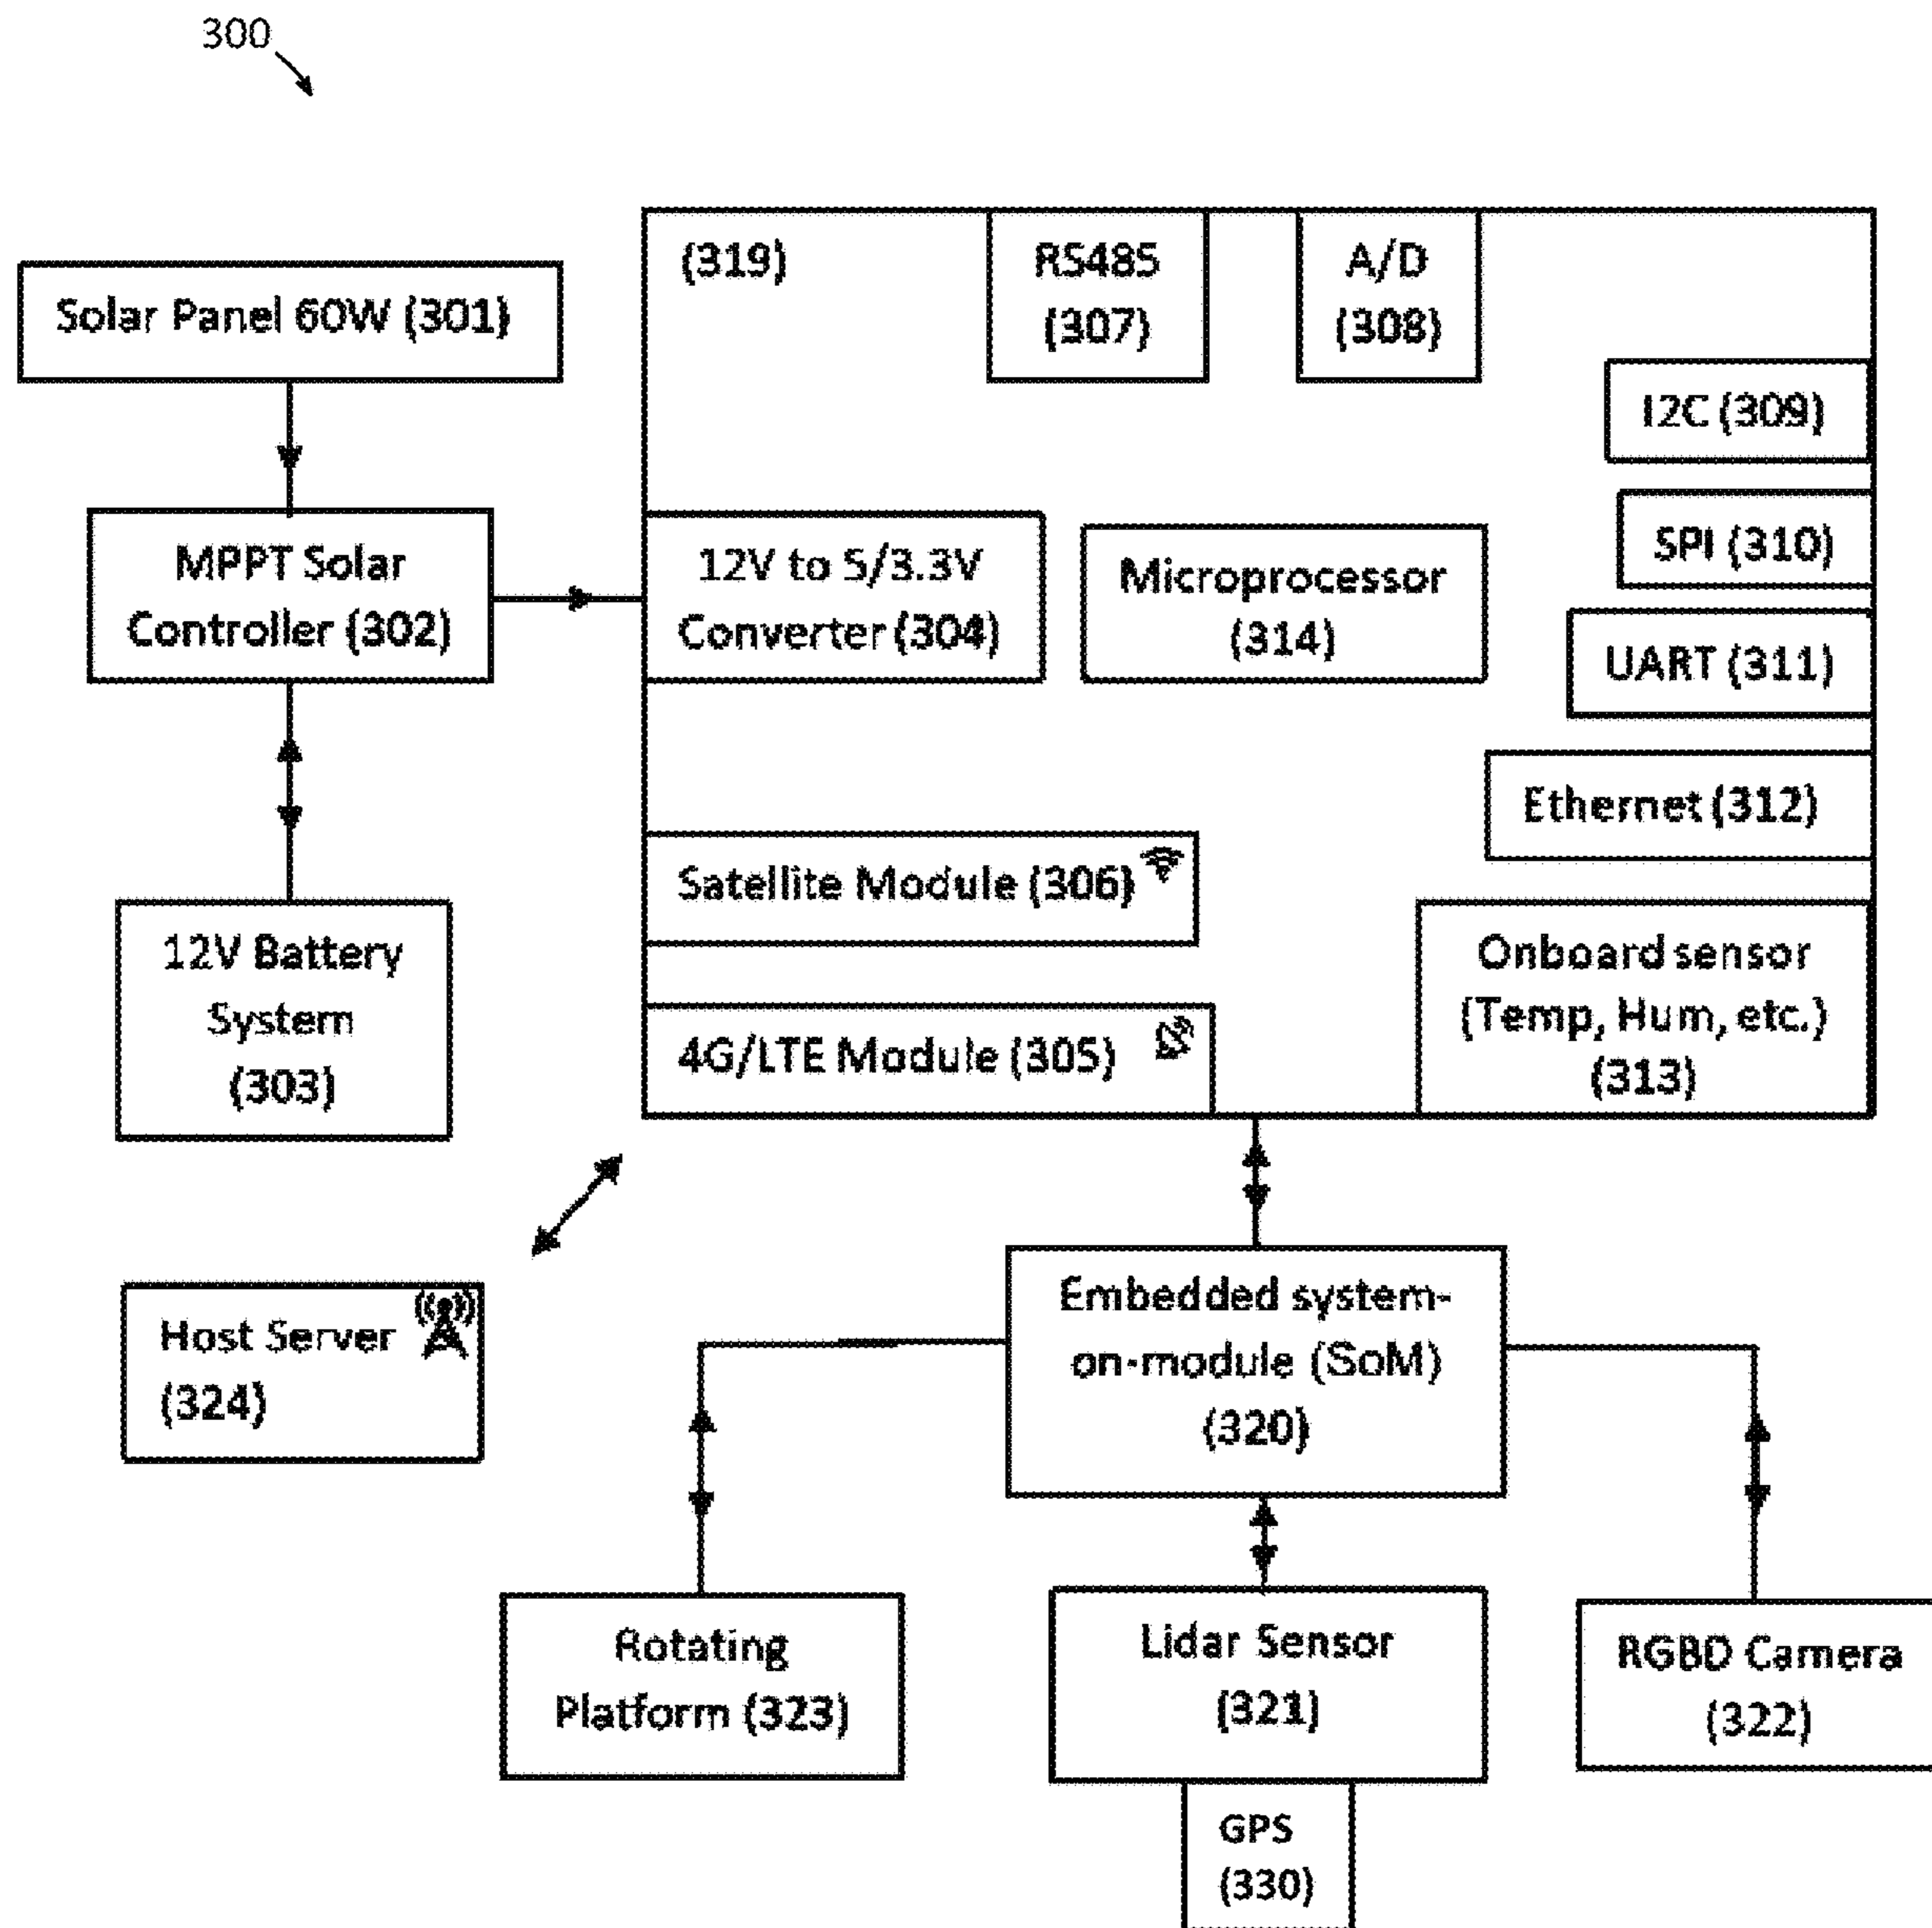 300
Solar Panel 60W (301)
MPPT Solar
Controller (302)
12V Battery
System
(303)
(319)
RS485
(307)
A/D
(308)
I2C (309)
SPI (310)
UART (311)
Ethernet (312)
12V to 5/3.3V
Converter (304)
Microprocessor
(314)
Satellite Module (306)
4G/LTE Module (305)
Onboard sensor
(Temp, Hum, etc.)
(313)
Host Server
(324)
Embedded system-
on-module (SoM)
(320)
Rotating
Platform (323)
Lidar Sensor
(321)
RGBD Camera
(322)
GPS
(330)